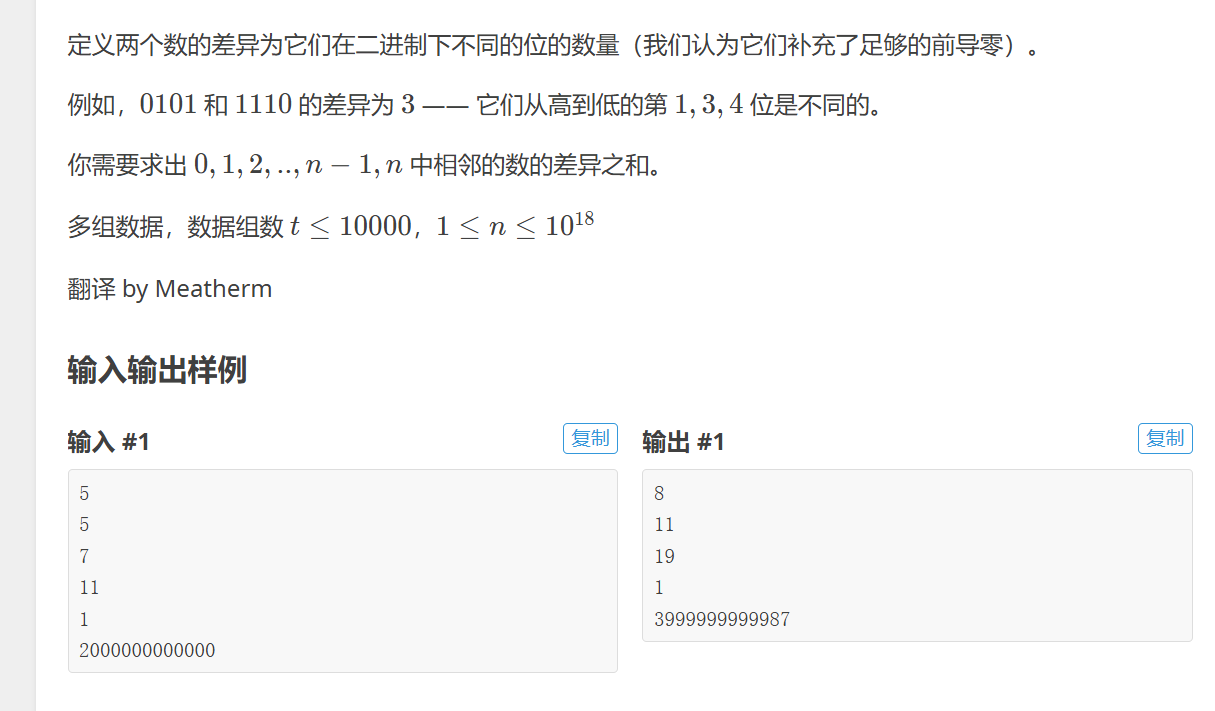 定义两个数的差异为它们在二进制下不同的位的数量（我们认为它们补充了足够的前导零）。
例如，0101 和 1110 的差异为 3 —— 它们从高到低的第 1, 3, 4 位是不同的。
你需要求出 0, 1, 2, .., n − 1, n 中相邻的数的差异之和。
多组数据，数据组数 t ≤ 10000，1 ≤ n ≤ 10^18
翻译 by Meatherm
输入输出样例
输入 #1
复制
5
5
7
11
1
2000000000000
输出 #1
复制
8
11
19
1
3999999999987